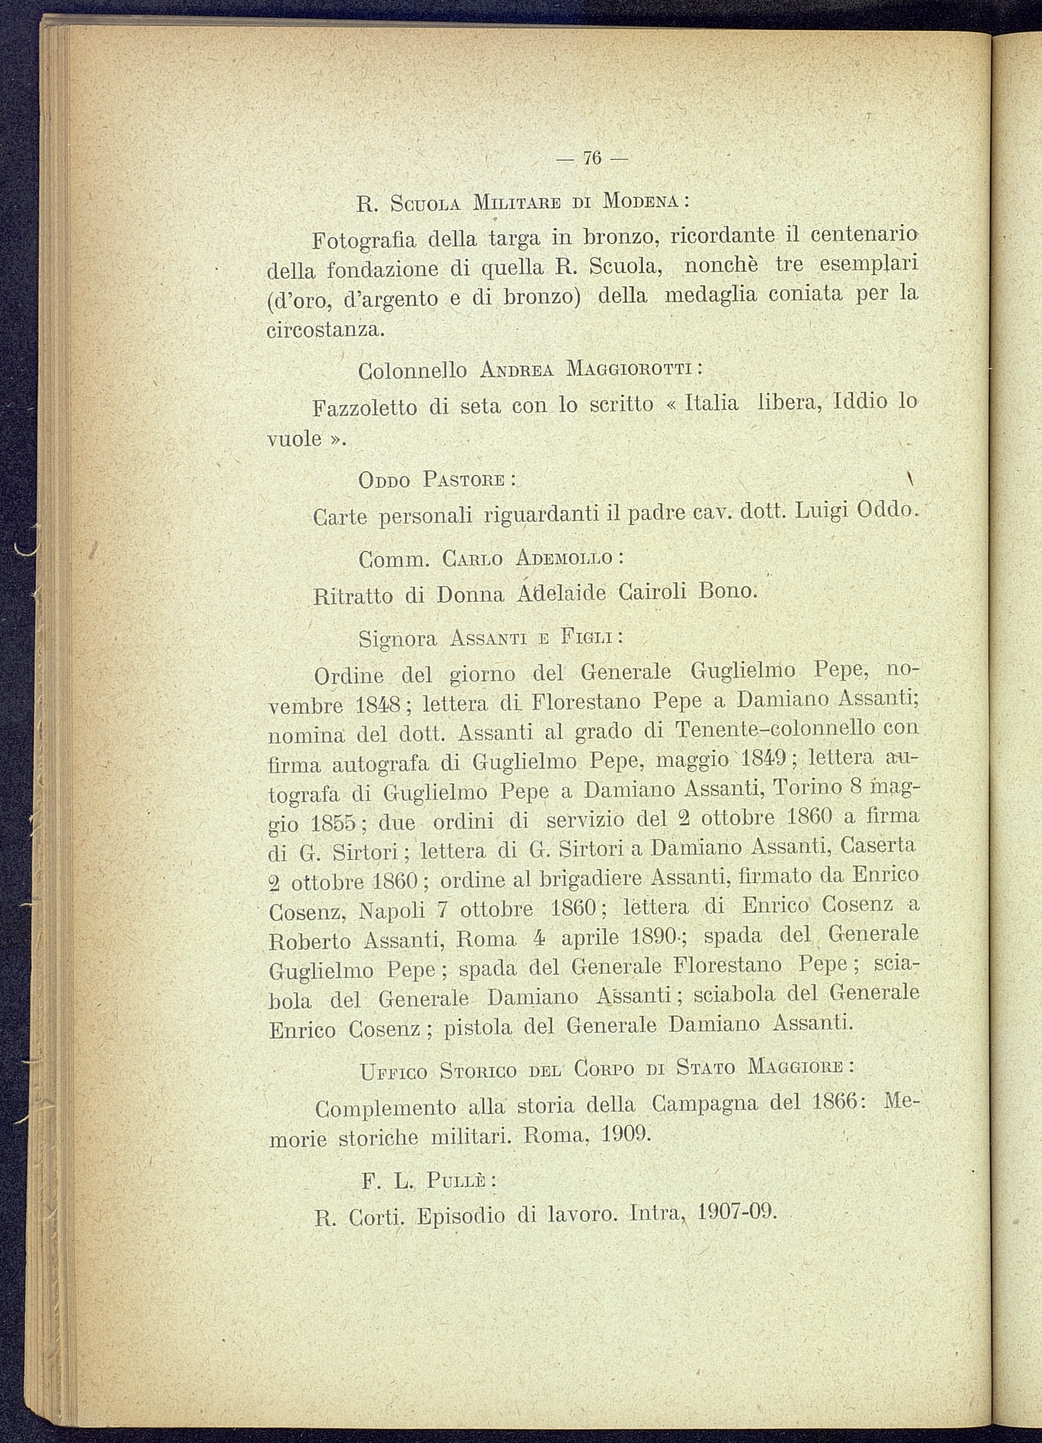 — 76 —
R. Scuola Militare di Modena :
Fotografia della targa in bronzo, ricordante il centenario
della fondazione di quella R. Scuola, nonchè tre esemplari
(d'oro, d'argento e di bronzo) della medaglia coniata per la
circostanza.
Colonnello Andrea Maggiorotti :
Fazzoletto di seta con lo scritto « Italia libera, Iddio lo
vuole ».
Oddo Pastore :
Carte personali riguardanti il padre cav. dott. Luigi Oddo.
Comm. Carlo Ademollo :
Ritratto di Donna Adelaide Cairoli Bono.
Signora Assanti e Figli :
Ordine del giorno del Generale Guglielmo Pepe, no-
vembre 1848 ; lettera di Florestano Pepe a Damiano Assanti;
nomina del dott. Assanti al grado di Tenente-colonnello con
firma autografa di Guglielmo Pepe, maggio 1849 ; lettera au-
tografa di Guglielmo Pepe a Damiano Assanti, Torino 8 mag-
gio 1855 ; due ordini di servizio del 2 ottobre 1860 a firma
di G. Sirtori ; lettera di G. Sirtori a Damiano Assanti, Caserta
2 ottobre 1860 ; ordine al brigadiere Assanti, firmato da Enrico
Cosenz, Napoli 7 ottobre 1860 ; lettera di Enrico Cosenz a
Roberto Assanti, Roma 4 aprile 1890 ; spada del Generale
Guglielmo Pepe ; spada del Generale Florestano Pepe ; scia-
bola del Generale Damiano Assanti ; sciabola del Generale
Enrico Cosenz ; pistola del Generale Damiano Assanti.
Uffico Storico del Corpo di Stato Maggiore :
Complemento alla storia della Campagna del 1866: Me-
morie storiche militari. Roma, 1909.
F. L. Pullè :
R. Corti. Episodio di lavoro. Intra, 1907-09.